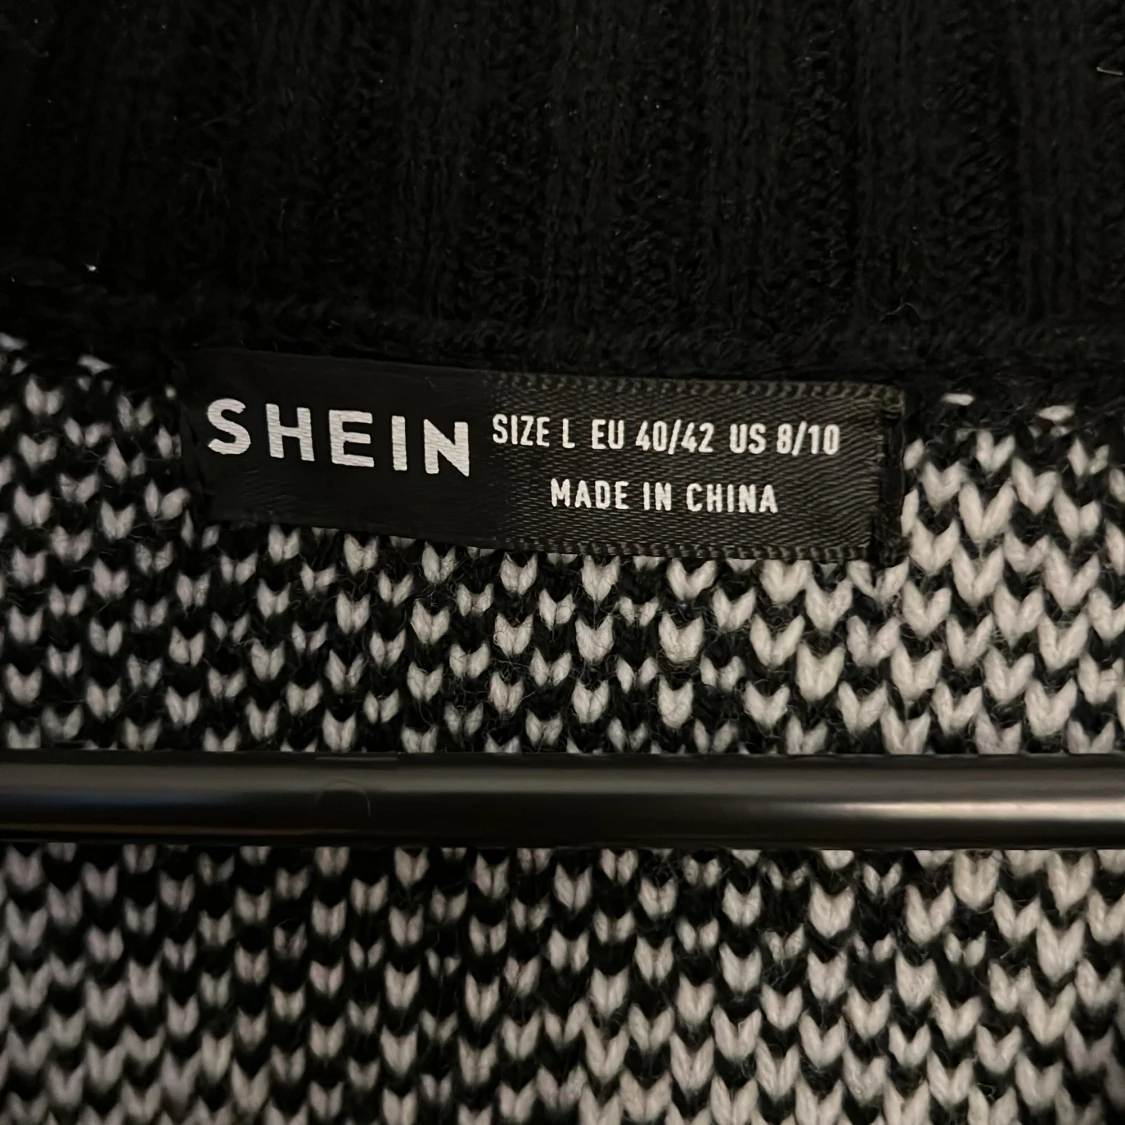 SHEIN
SIZE L EU 40/42 US 8/10
MADE IN CHINA